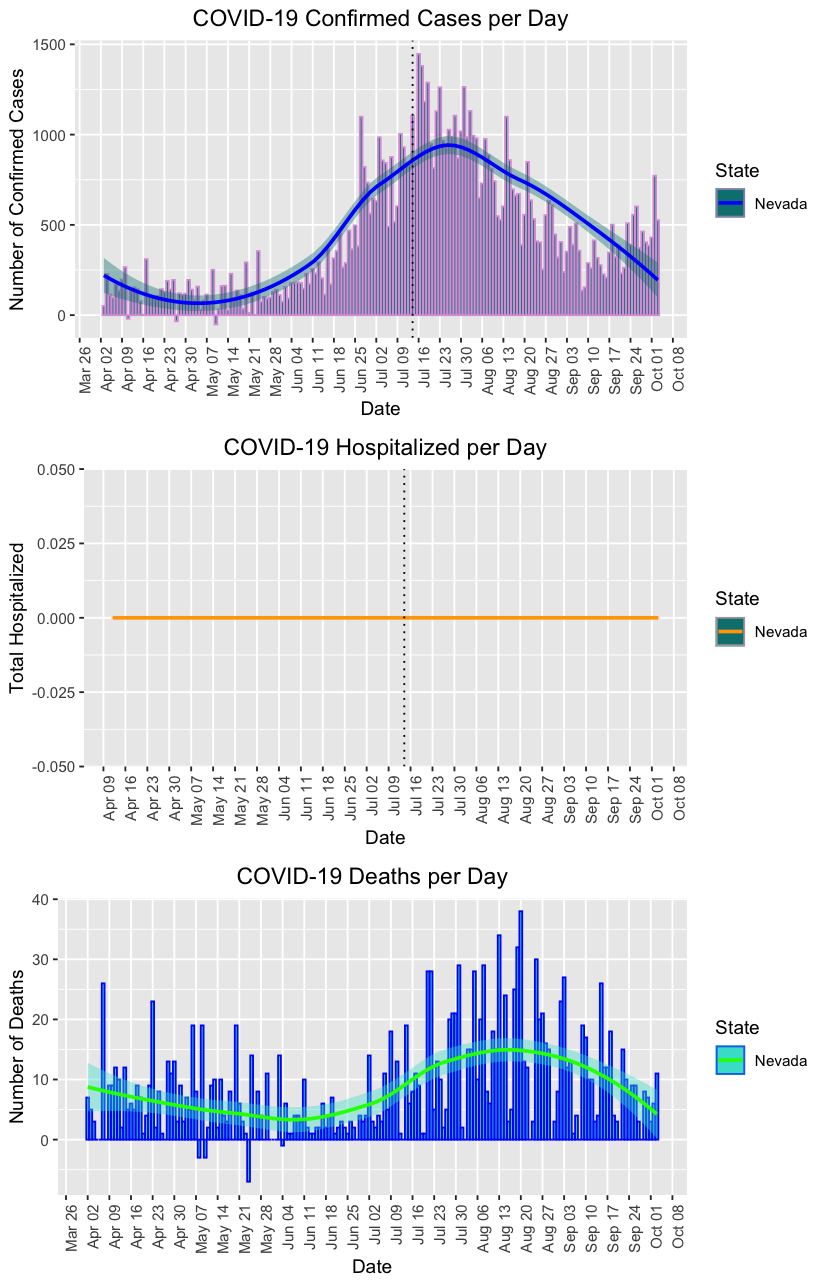 COVID-19 Confirmed Cases per Day
Number of Confirmed Cases
1500
1000
500
0
Mar 26
Apr 02
Apr 09
Apr 16
Apr 23
Apr 30
May 07
May 14
May 21
May 28
Jun 04
Jun 11
Jun 18
Jun 25
Jul 02
Jul 09
Jul 16
Jul 23
Jul 30
Aug 06
Aug 13
Aug 20
Aug 27
Sep 03
Sep 10
Sep 17
Sep 24
Oct 01
Oct 08
Date
State
Nevada
COVID-19 Hospitalized per Day
Total Hospitalized
0.050
0.025
0.000
-0.025
-0.050
Apr 09
Apr 16
Apr 23
Apr 30
May 07
May 14
May 21
May 28
Jun 04
Jun 11
Jun 18
Jun 25
Jul 02
Jul 09
Jul 16
Jul 23
Jul 30
Aug 06
Aug 13
Aug 20
Aug 27
Sep 03
Sep 10
Sep 17
Sep 24
Oct 01
Oct 08
Date
State
Nevada
COVID-19 Deaths per Day
Number of Deaths
40
30
20
10
0
Mar 26
Apr 02
Apr 09
Apr 16
Apr 23
Apr 30
May 07
May 14
May 21
May 28
Jun 04
Jun 11
Jun 18
Jun 25
Jul 02
Jul 09
Jul 16
Jul 23
Jul 30
Aug 06
Aug 13
Aug 20
Aug 27
Sep 03
Sep 10
Sep 17
Sep 24
Oct 01
Oct 08
Date
State
Nevada